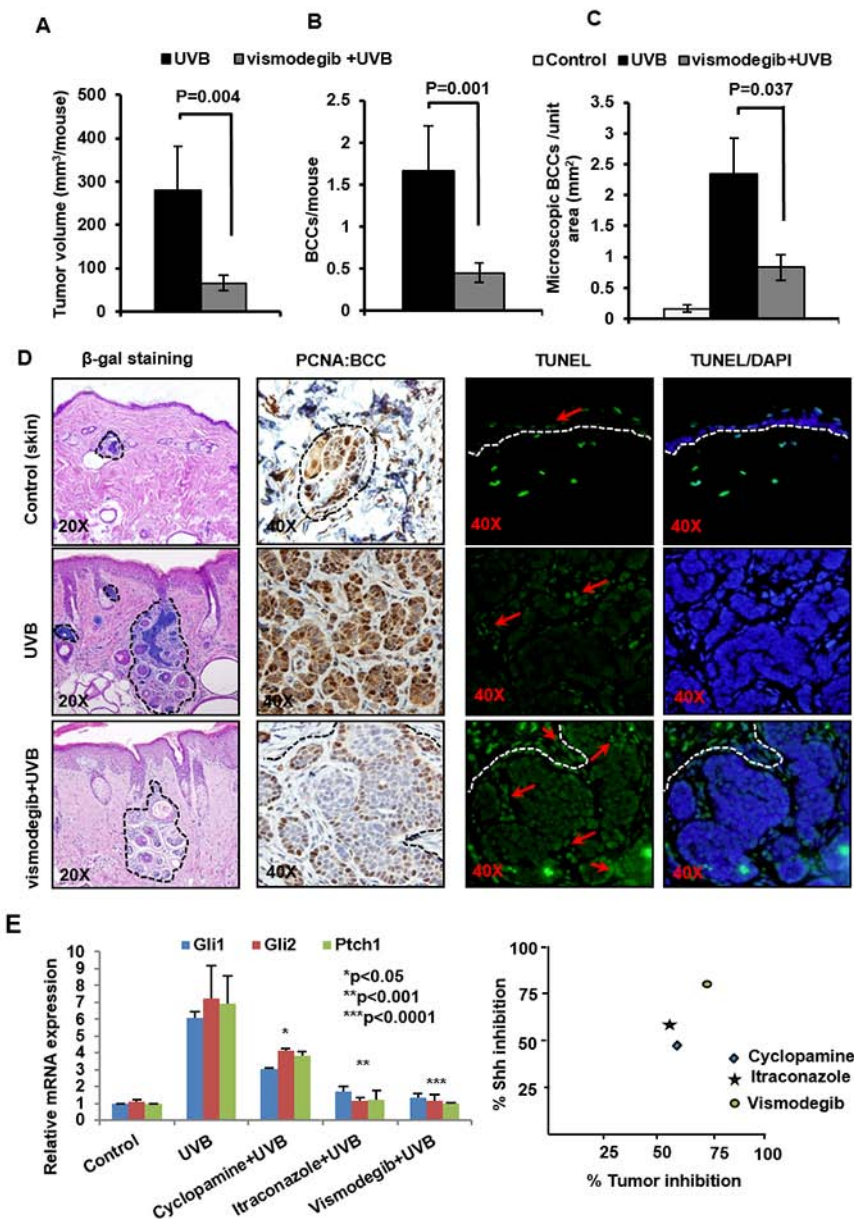 A
B
C
UVB vismodegib +UVB
Control UVB vismodegib+UVB
P=0.004
P=0.001
P=0.037
Tumor volume (mm³/mouse)
500
400
300
200
100
0
BCCs/mouse
2.5
2
1.5
1
0.5
0
Microscopic BCCs /unit
area (mm²)
3.5
3
2.5
2
1.5
1
0.5
0
D
β-gal staining PCNA:BCC TUNEL TUNEL/DAPI
Control (skin)
20X 40X 40X 40X
UVB
20X 40X 40X 40X
vismodegib+UVB
20X 40X 40X 40X
E
Gli1 Gli2 Ptch1
Relative mRNA expression
10
9
8
7
6
5
4
3
2
1
0
*p<0.05
**p<0.001
***p<0.0001
*
**
***
Control
UVB
Cyclopamine+UVB
Itraconazole+UVB
Vismodegib+UVB
% Shh inhibition
100
75
50
25
Cyclopamine
Itraconazole
Vismodegib
25 50 75 100
% Tumor inhibition